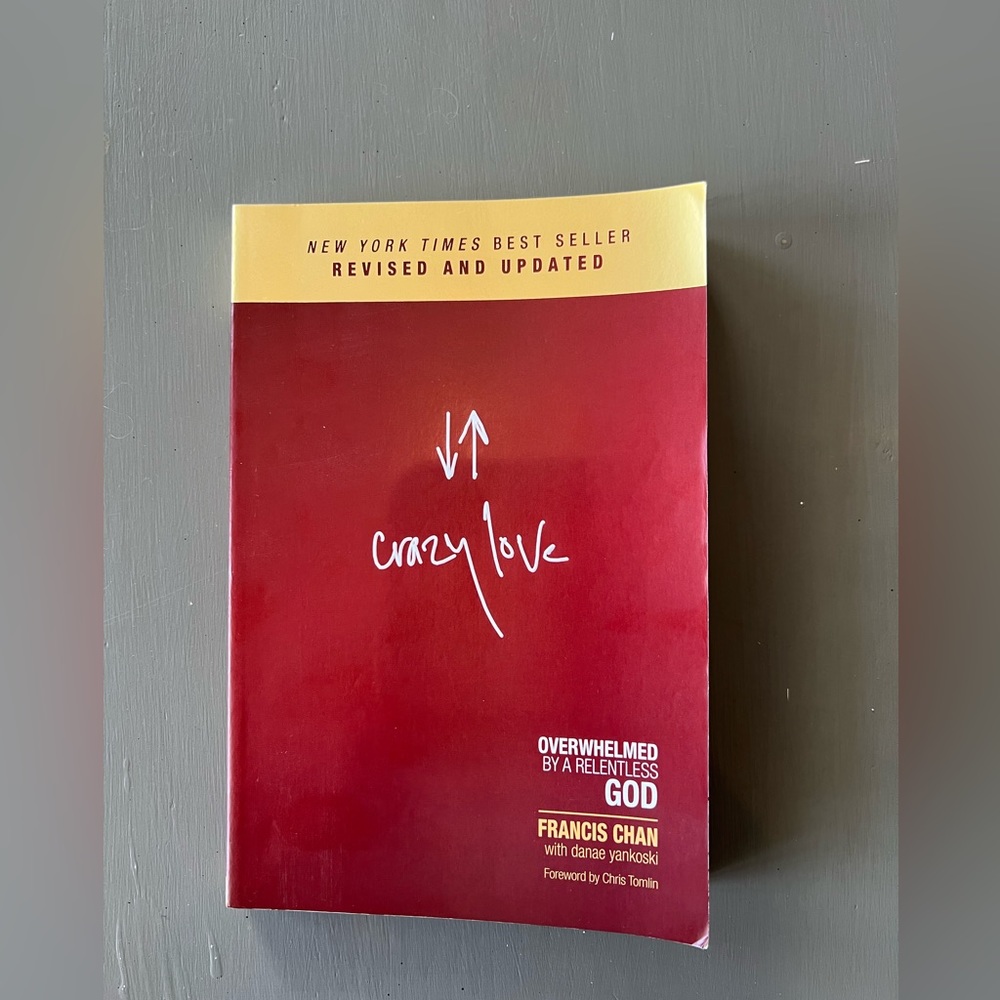 NEW YORK TIMES BEST SELLER
REVISED AND UPDATED
crazy love
OVERWHELMED
BY A RELENTLESS
GOD
FRANCIS CHAN
with danae yankoski
Foreword by Chris Tomlin